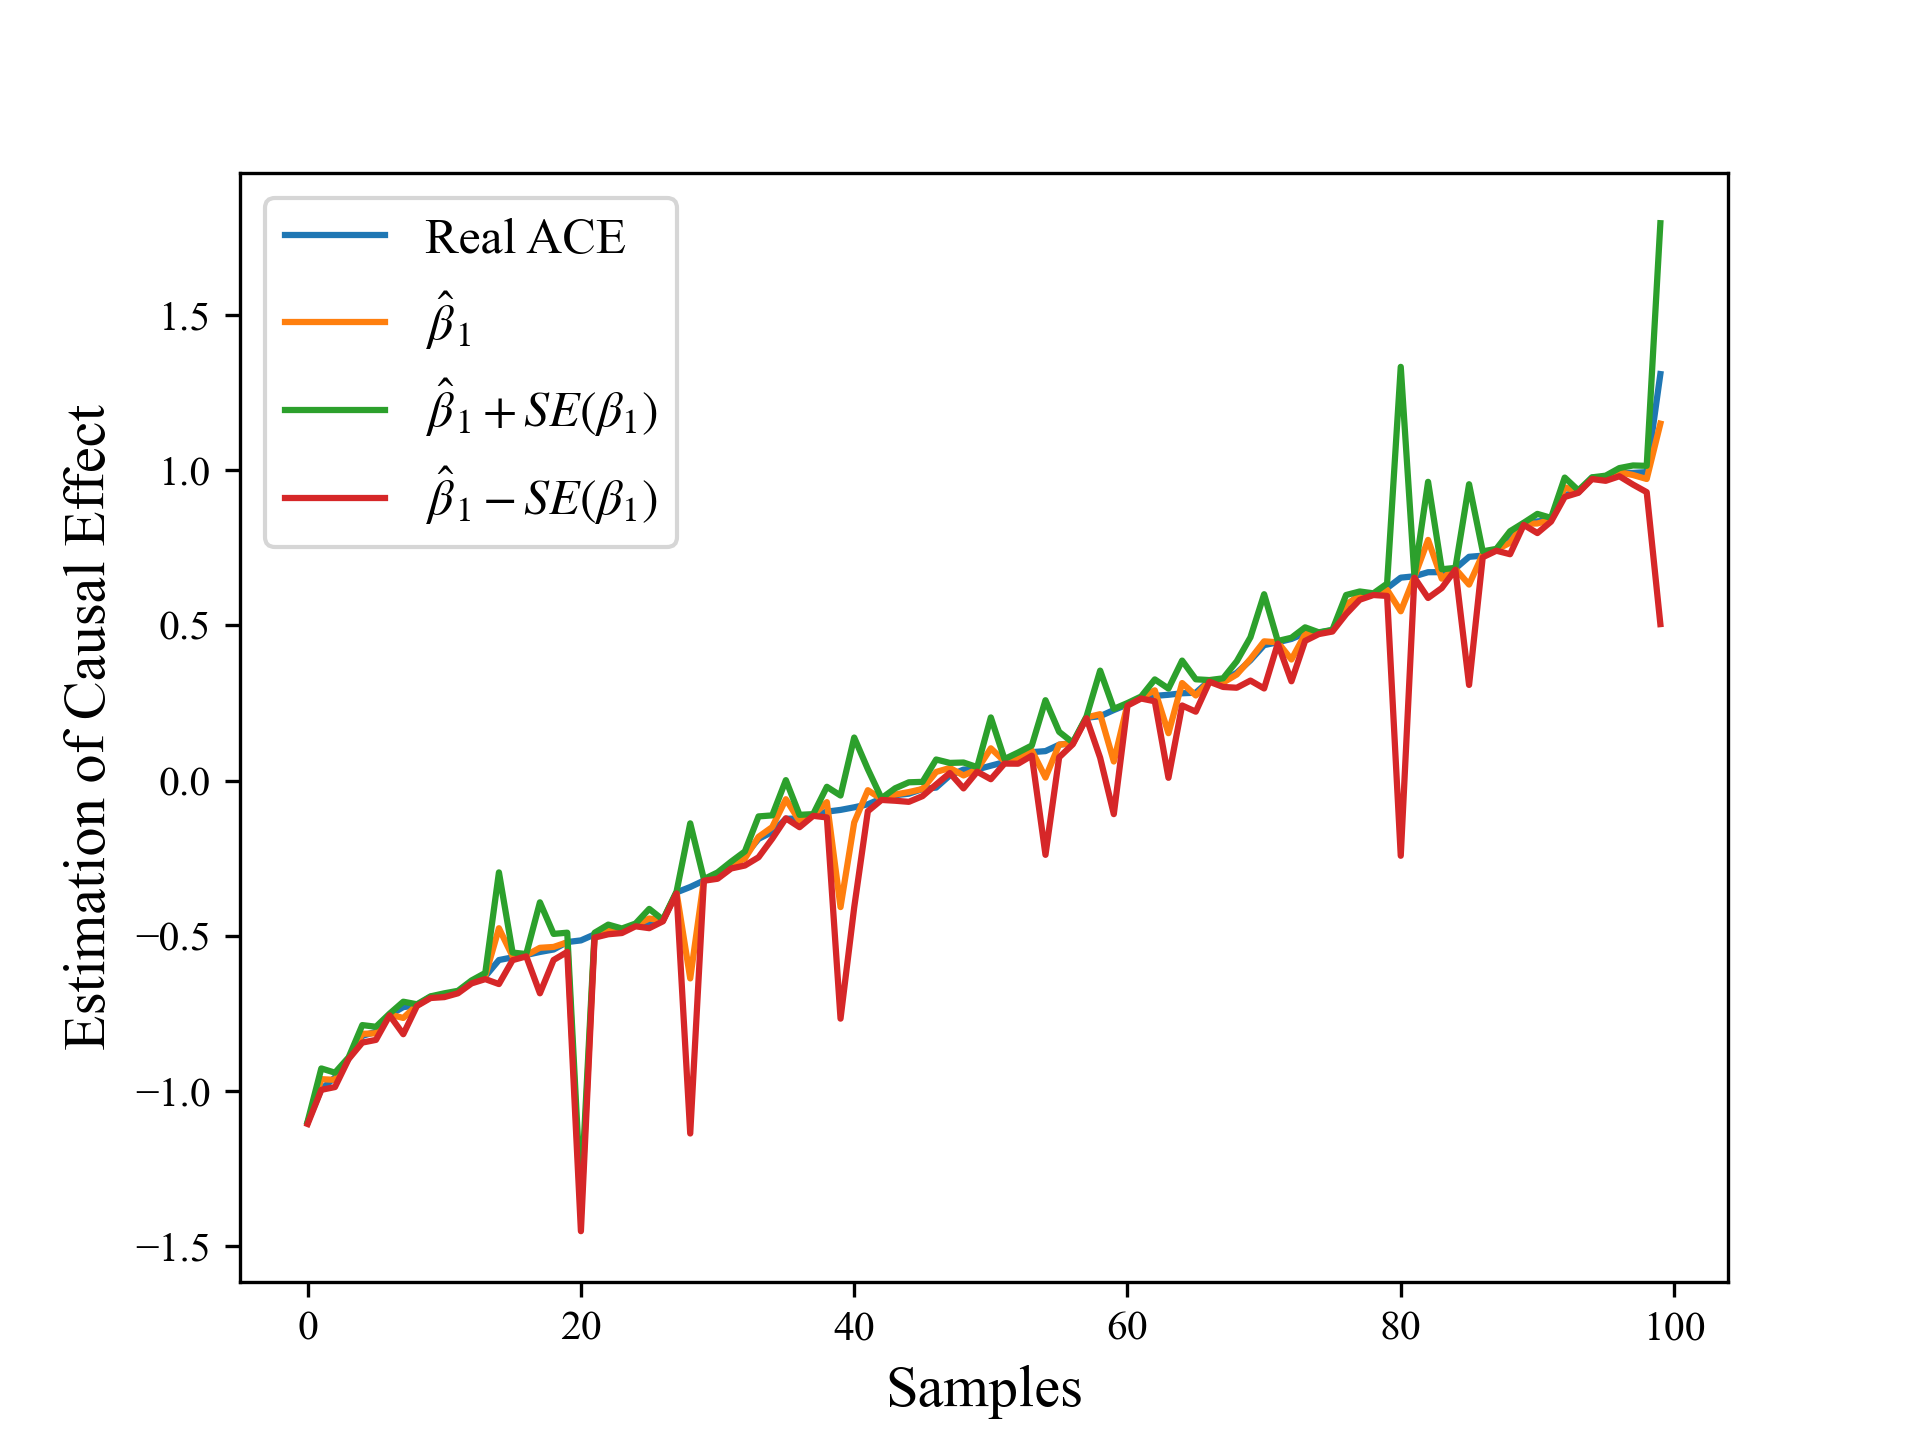 Real ACE
β̂₁
β̂₁ + SE(β₁)
β̂₁ − SE(β₁)
Estimation of Causal Effect
1.5
1.0
0.5
0.0
−0.5
−1.0
−1.5
0 20 40 60 80 100
Samples